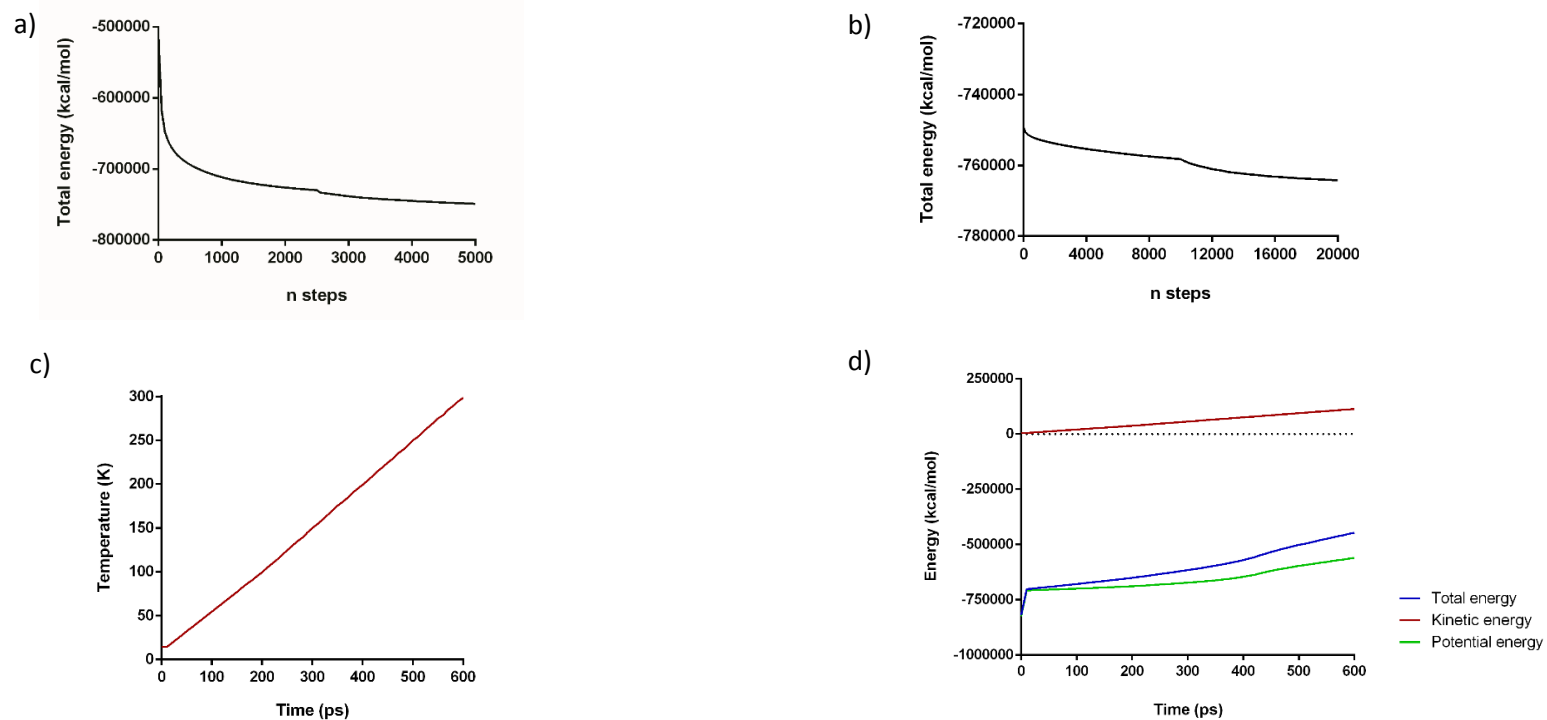 a)
-500000
-600000
-700000
-800000
Total energy (kcal/mol)
0 1000 2000 3000 4000 5000
n steps
b)
-720000
-740000
-760000
-780000
Total energy (kcal/mol)
0 4000 8000 12000 16000 20000
n steps
c)
300
250
200
150
100
50
0
Temperature (K)
0 100 200 300 400 500 600
Time (ps)
d)
250000
0
-250000
-500000
-750000
-1000000
Energy (kcal/mol)
0 100 200 300 400 500 600
Time (ps)
Total energy
Kinetic energy
Potential energy